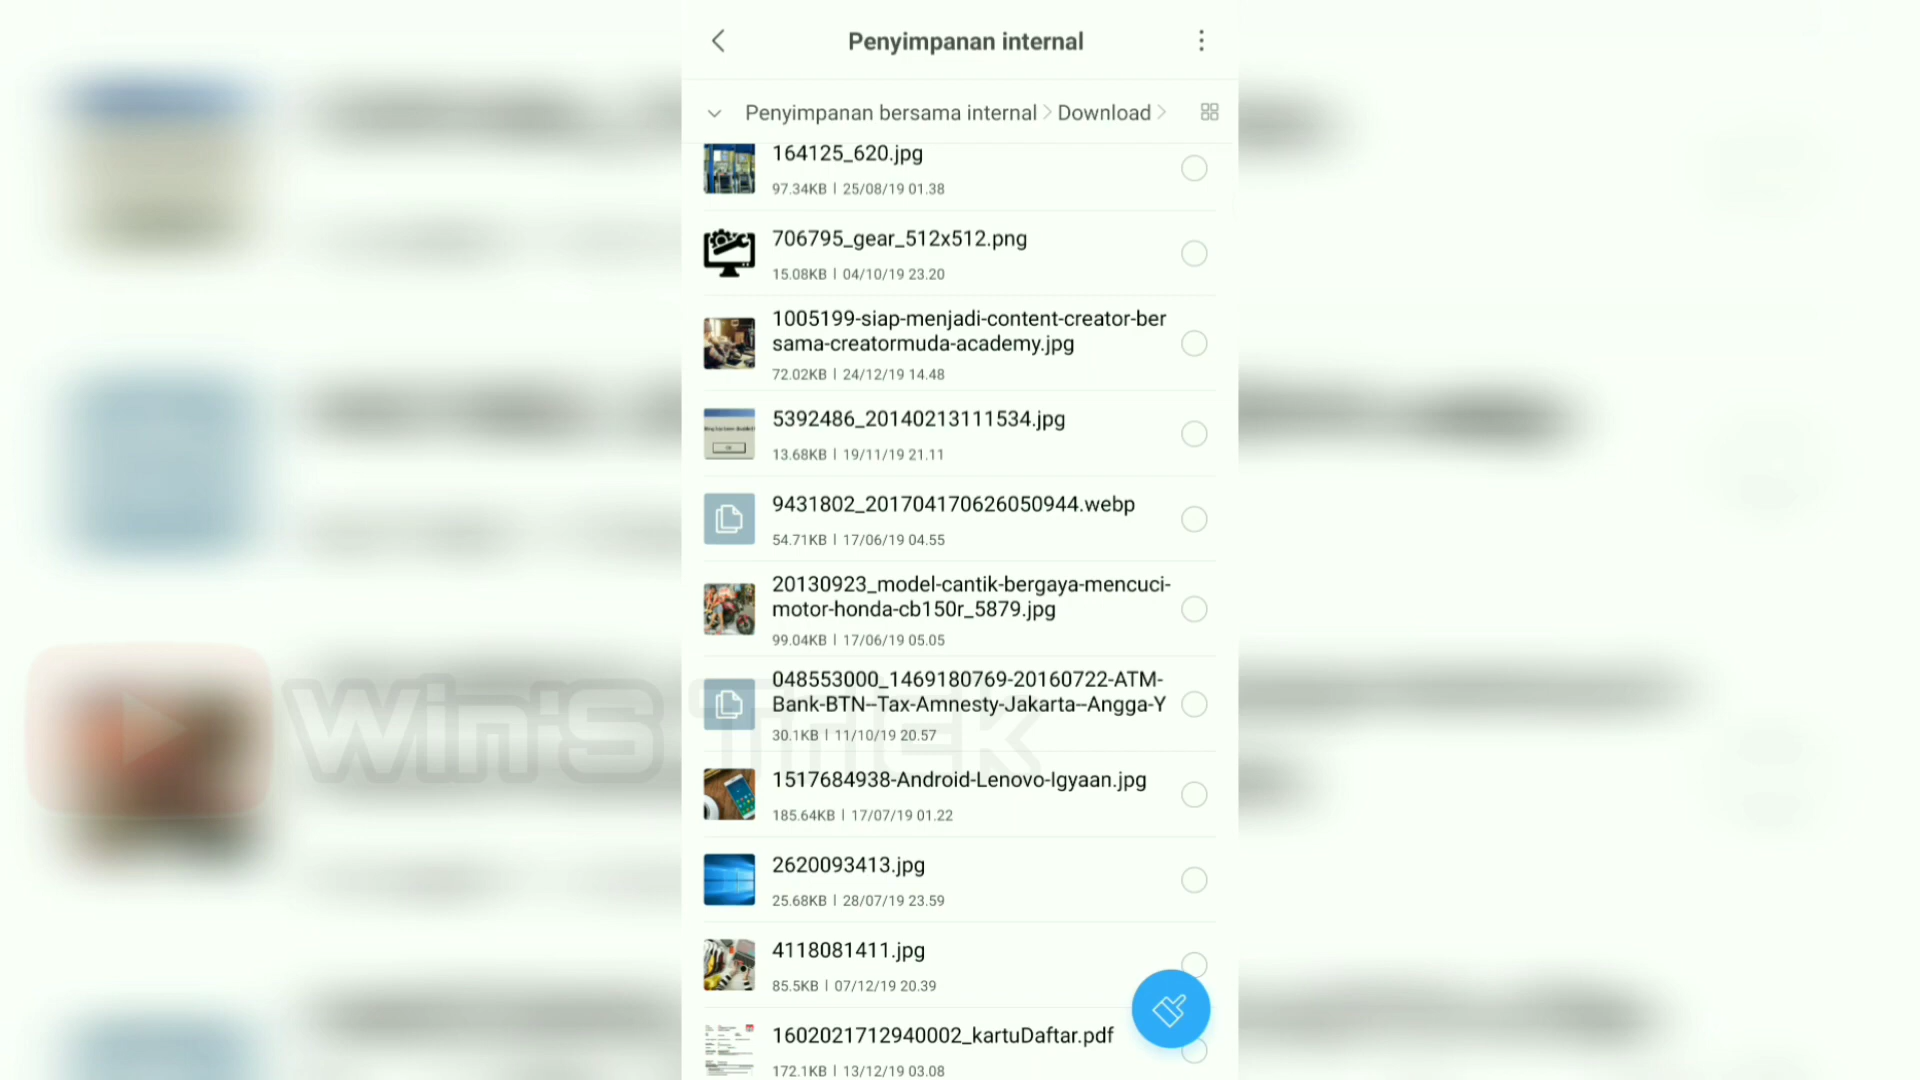 Penyimpanan internal
Penyimpanan bersama internal
Download
164125_620.jpg
97.34KB | 25/08/19 01.38
706795_gear_512x512.png
15.08KB | 04/10/19 23.20
1005199-siap-menjadi-content-creator-ber
sama-creatormuda-academy.jpg
72.02KB | 24/12/19 14.48
5392486_20140213111534.jpg
13.68KB | 19/11/19 21.11
9431802_201704170626050944.webp
54.71KB | 17/06/19 04.55
20130923_model-cantik-bergaya-mencuci-
motor-honda-cb150r_5879.jpg
99.04KB | 17/06/19 05.05
048553000_1469180769-20160722-ATM-
Bank-BTN--Tax-Amnesty-Jakarta--Angga-Y
30.1KB | 11/10/19 20.57
Win'S Trick
1517684938-Android-Lenovo-Igyaan.jpg
185.64KB | 17/07/19 01.22
2620093413.jpg
25.68KB | 28/07/19 23.59
4118081411.jpg
85.5KB | 07/12/19 20.39
1602021712940002_kartuDaftar.pdf
172.1KB | 13/12/19 03.08